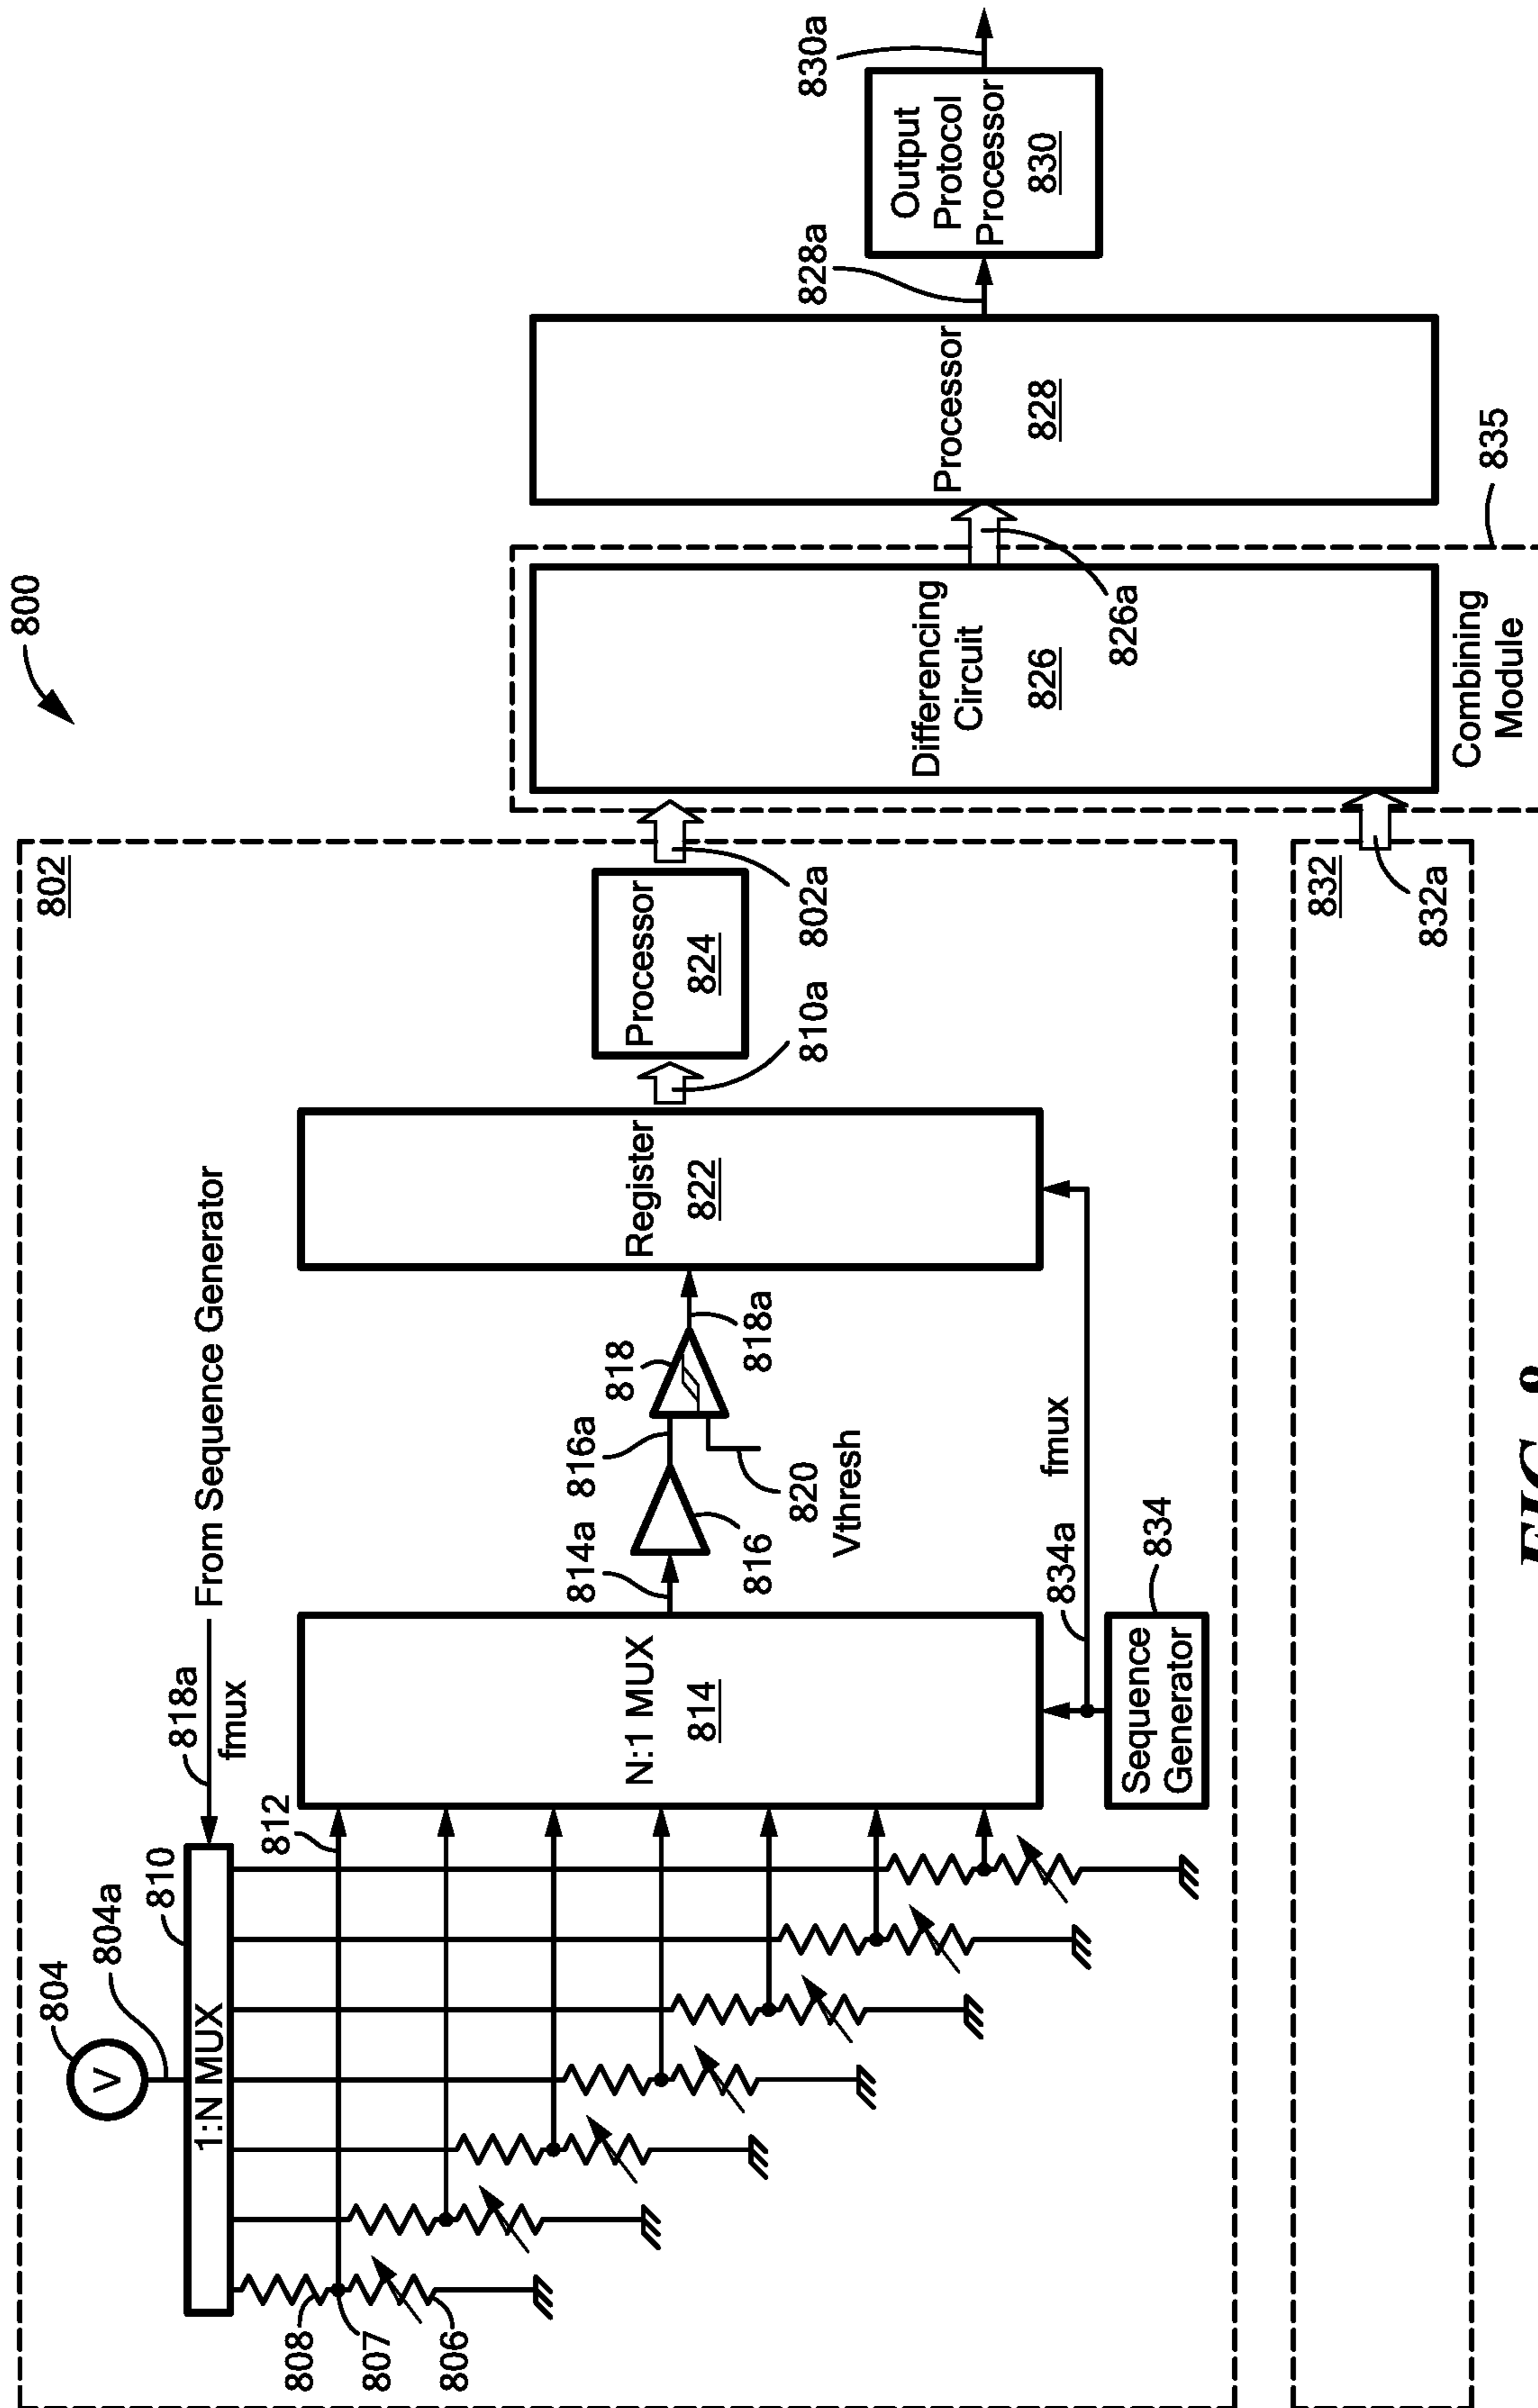 800
802
804
V
804a
810
1:N MUX
818a
fmux
From Sequence Generator
808
807
806
812
N:1 MUX
814
814a
816
816a
818
818a
820
Vthresh
Register
822
810a
Processor
824
802a
834a
fmux
Sequence
Generator
834
832
832a
Differencing
Circuit
826
826a
Combining
Module
835
Processor
828
828a
Output
Protocol
Processor
830
830a